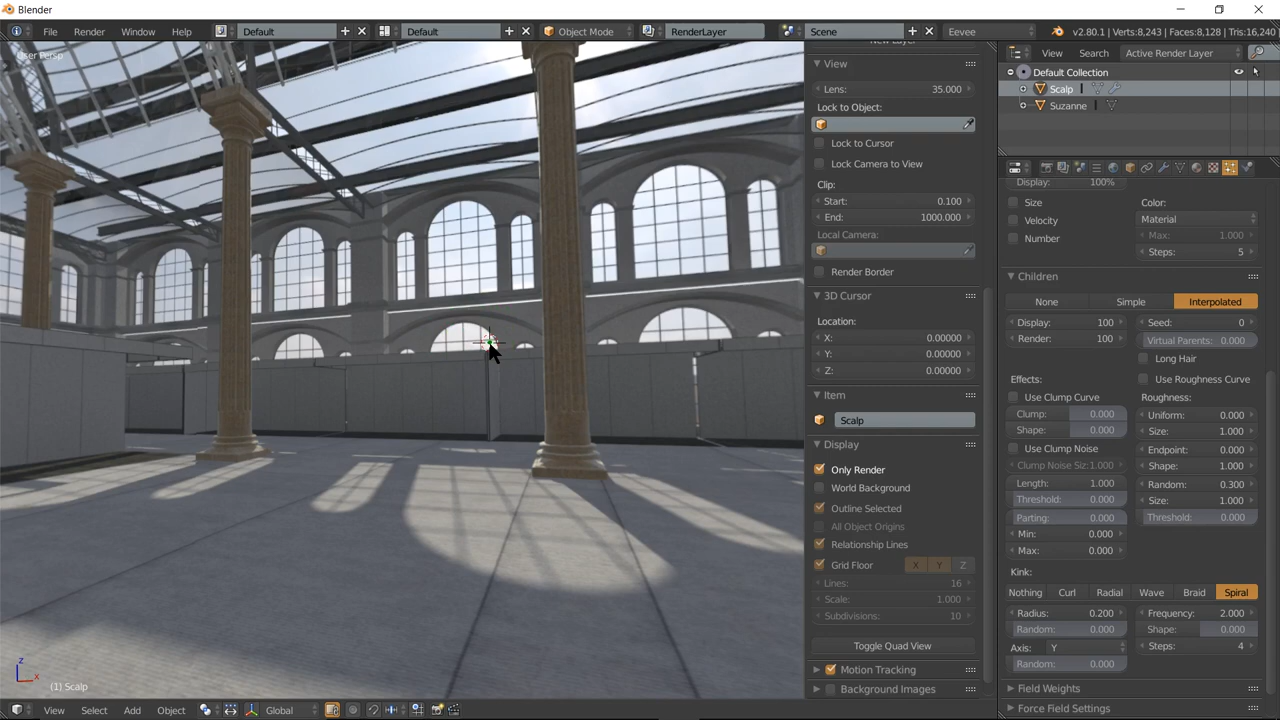 Blender
File Render Window Help Default Default Object Mode RenderLayer Scene Eevee v2.80.1 | Verts:8,243 | Faces:8,128 | Tris:16,240
User Persp
(1) Scalp
View Select Add Object Global
New Layer
View
Lens: 35.000
Lock to Object:
Lock to Cursor
Lock Camera to View
Clip:
Start: 0.100
End: 1000.000
Local Camera:
Render Border
3D Cursor
Location:
X: 0.00000
Y: 0.00000
Z: 0.00000
Item
Scalp
Display
Only Render
World Background
Outline Selected
All Object Origins
Relationship Lines
Grid Floor X Y Z
Lines: 16
Scale: 1.000
Subdivisions: 10
Toggle Quad View
Motion Tracking
Background Images
View Search Active Render Layer
Default Collection
Scalp
Suzanne
Display: 100%
Size Color:
Velocity Material
Number Max: 1.000
Steps: 5
Children
None Simple Interpolated
Display: 100 Seed: 0
Render: 100 Virtual Parents: 0.000
Long Hair
Effects: Use Roughness Curve
Use Clump Curve Roughness:
Clump: 0.000 Uniform: 0.000
Shape: 0.000 Size: 1.000
Use Clump Noise Endpoint: 0.000
Clump Noise Siz:1.000 Shape: 1.000
Length: 1.000 Random: 0.300
Threshold: 0.000 Size: 1.000
Parting: 0.000 Threshold: 0.000
Min: 0.000
Max: 0.000
Kink:
Nothing Curl Radial Wave Braid Spiral
Radius: 0.200 Frequency: 2.000
Random: 0.000 Shape: 0.000
Axis: Y Steps: 4
Random: 0.000
Field Weights
Force Field Settings
z
x